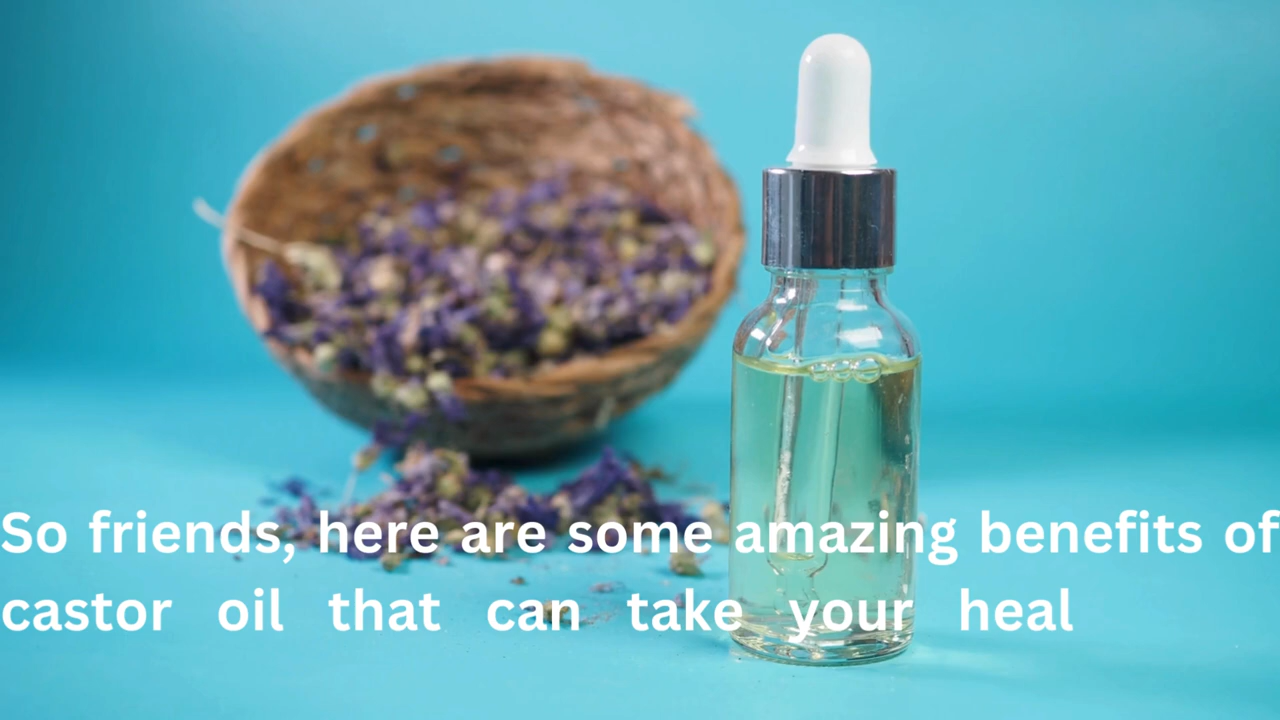 So friends, here are some amazing benefits of
castor oil that can take your heal